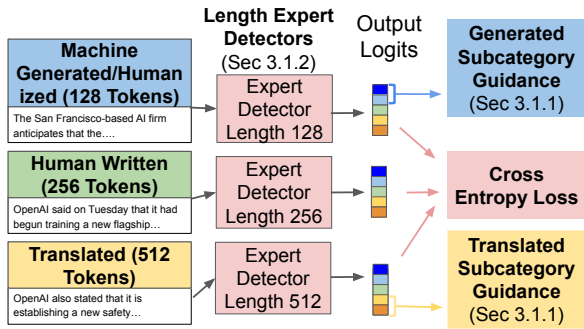 Machine
Generated/Human
ized (128 Tokens)
The San Francisco-based AI firm
anticipates that the….
Human Written
(256 Tokens)
OpenAI said on Tuesday that it had
begun training a new flagship…
Translated (512
Tokens)
OpenAI also stated that it is
establishing a new safety…
Length Expert
Detectors
(Sec 3.1.2)
Expert
Detector
Length 128
Expert
Detector
Length 256
Expert
Detector
Length 512
Output
Logits
Generated
Subcategory
Guidance
(Sec 3.1.1)
Cross
Entropy Loss
Translated
Subcategory
Guidance
(Sec 3.1.1)